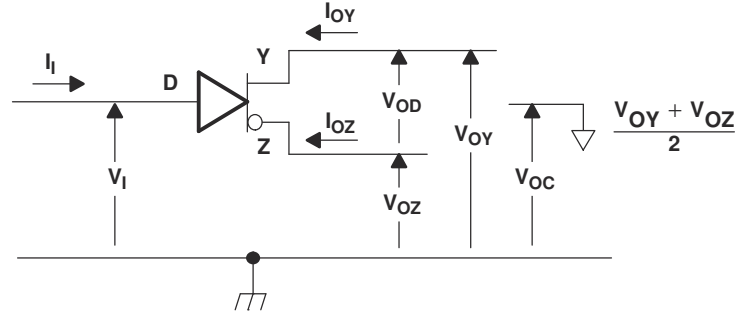 I_OY
I_I
D
Y
Z
I_OZ
V_I
V_OD
V_OY
V_OZ
V_OC
V_OY + V_OZ
2